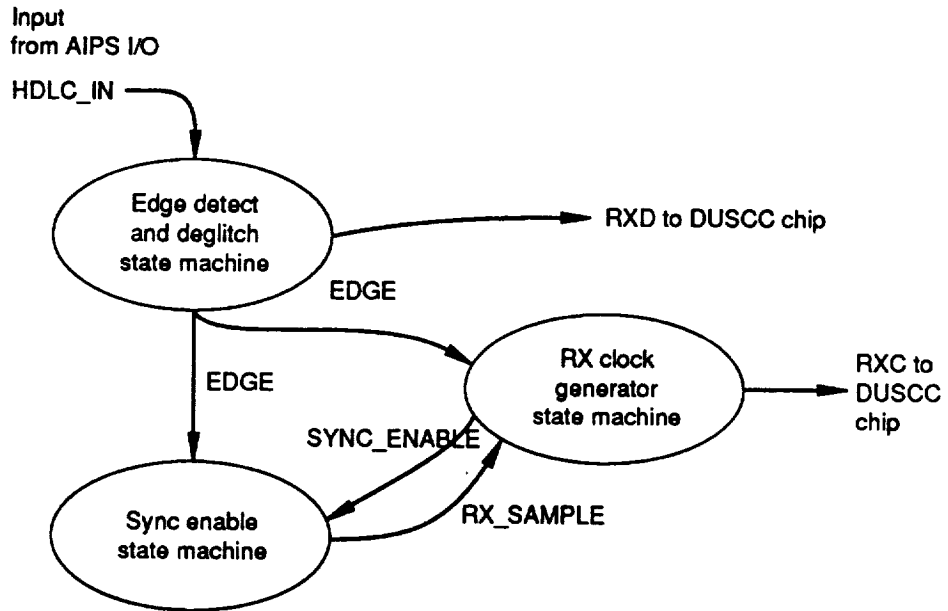 Input
from AIPS I/O
HDLC_IN
Edge detect
and deglitch
state machine
RXD to DUSCC chip
EDGE
EDGE
RX clock
generator
state machine
RXC to
DUSCC
chip
SYNC_ENABLE
RX_SAMPLE
Sync enable
state machine